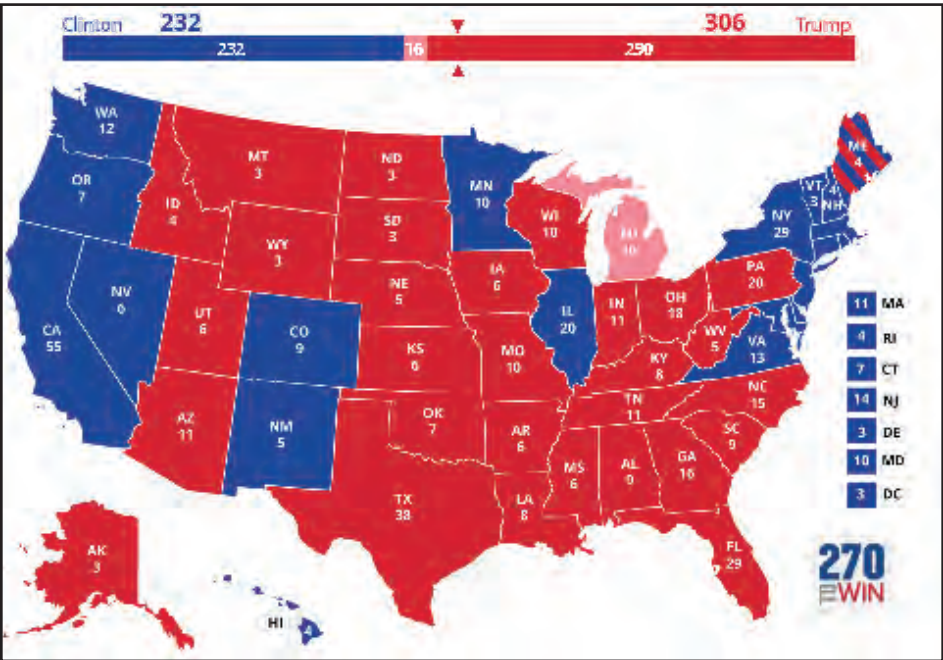 Clinton 232 306 Trump
232 16 290
WA
12
OR
7
CA
55
NV
6
ID
4
MT
3
WY
3
UT
6
AZ
11
CO
9
NM
5
ND
3
SD
3
NE
5
KS
6
OK
7
TX
38
MN
10
IA
6
MO
10
AR
6
LA
8
WI
10
IL
20
IN
11
OH
18
KY
8
TN
11
MS
6
AL
9
GA
16
FL
29
SC
9
NC
15
VA
13
WV
5
PA
20
NY
29
VT
3
4
NH
ME
4
11 MA
4 RI
7 CT
14 NJ
3 DE
10 MD
3 DC
AK
3
HI
4
270
WIN